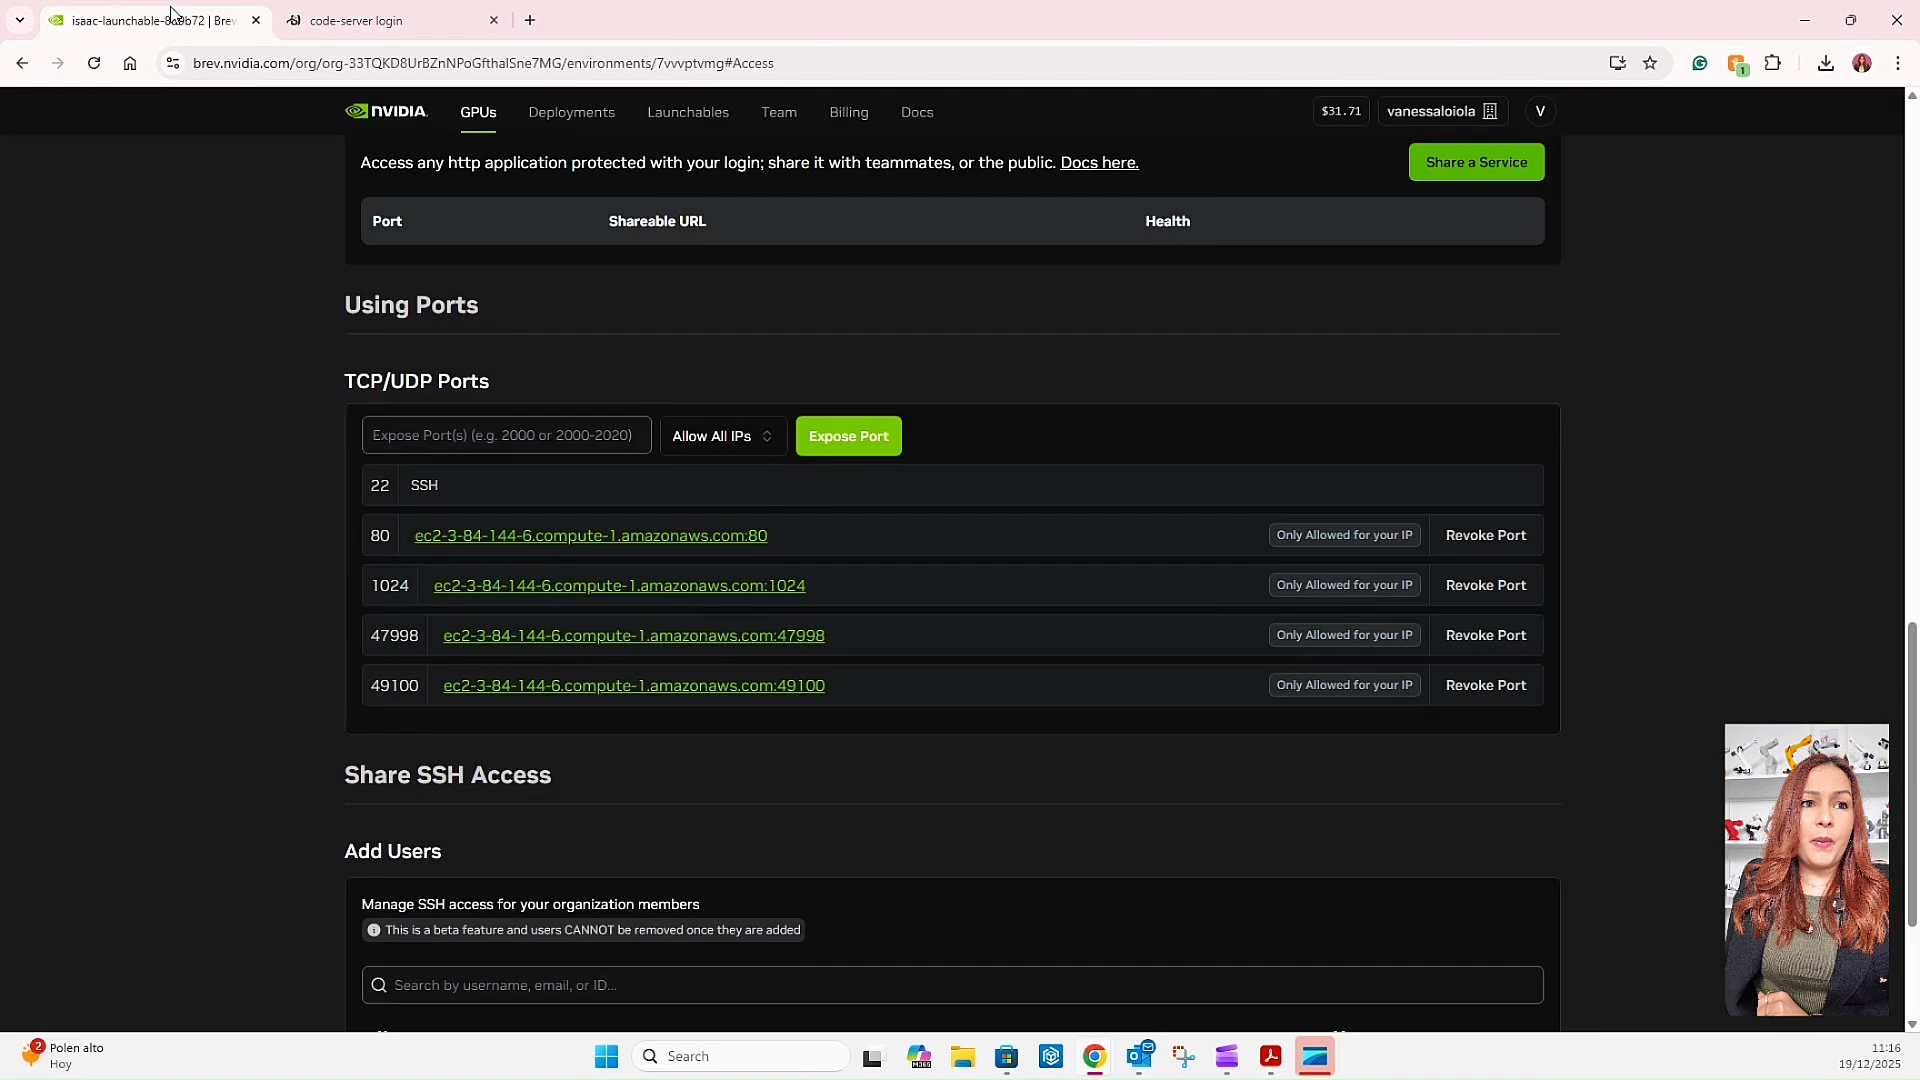 isaac-launchable-8c9b72 | Brev
code-server login
brev.nvidia.com/org/org-33TQKD8UrBZnNPoGfthalSne7MG/environments/7vvvptvmg#Access
1
NVIDIA
GPUs
Deployments
Launchables
Team
Billing
Docs
$31.71
vanessaloiola
V
Access any http application protected with your login; share it with teammates, or the public. Docs here.
Share a Service
Port
Shareable URL
Health
Using Ports
TCP/UDP Ports
Expose Port(s) (e.g. 2000 or 2000-2020)
Allow All IPs
Expose Port
22 SSH
80 ec2-3-84-144-6.compute-1.amazonaws.com:80 Only Allowed for your IP Revoke Port
1024 ec2-3-84-144-6.compute-1.amazonaws.com:1024 Only Allowed for your IP Revoke Port
47998 ec2-3-84-144-6.compute-1.amazonaws.com:47998 Only Allowed for your IP Revoke Port
49100 ec2-3-84-144-6.compute-1.amazonaws.com:49100 Only Allowed for your IP Revoke Port
Share SSH Access
Add Users
Manage SSH access for your organization members
This is a beta feature and users CANNOT be removed once they are added
Search by username, email, or ID...
2
Polen alto
Hoy
Search
M365
11:16
19/12/2025